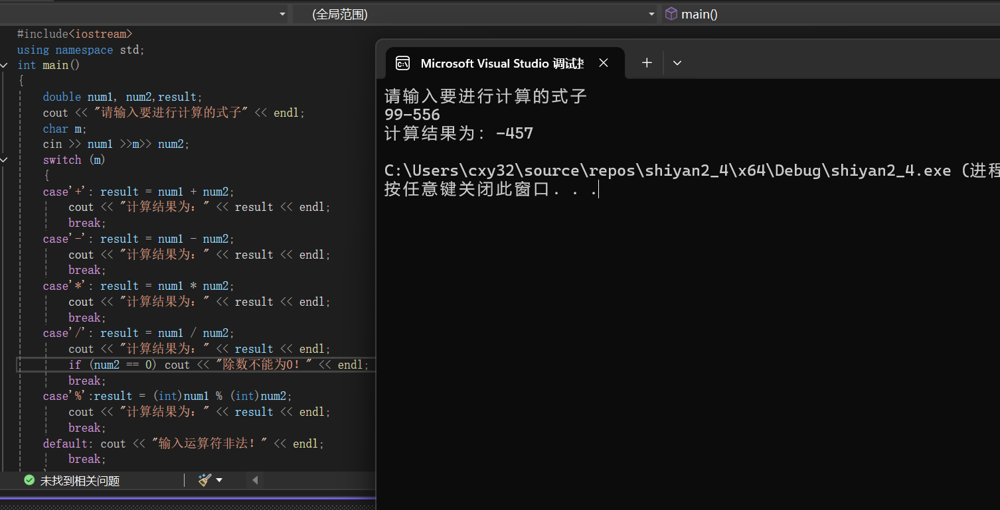 (全局范围)
main()
#include<iostream>
using namespace std;
int main()
{
double num1, num2,result;
cout << "请输入要进行计算的式子" << endl;
char m;
cin >> num1 >>m>> num2;
switch (m)
{
case'+': result = num1 + num2;
cout << "计算结果为：" << result << endl;
break;
case'-': result = num1 - num2;
cout << "计算结果为：" << result << endl;
break;
case'*': result = num1 * num2;
cout << "计算结果为：" << result << endl;
break;
case'/': result = num1 / num2;
cout << "计算结果为：" << result << endl;
if (num2 == 0) cout << "除数不能为0！" << endl;
break;
case'%':result = (int)num1 % (int)num2;
cout << "计算结果为：" << result << endl;
break;
default: cout << "输入运算符非法！" << endl;
break;
未找到相关问题
Microsoft Visual Studio 调试
请输入要进行计算的式子
99-556
计算结果为：-457
C:\Users\cxy32\source\repos\shiyan2_4\x64\Debug\shiyan2_4.exe (进程
按任意键关闭此窗口. . .